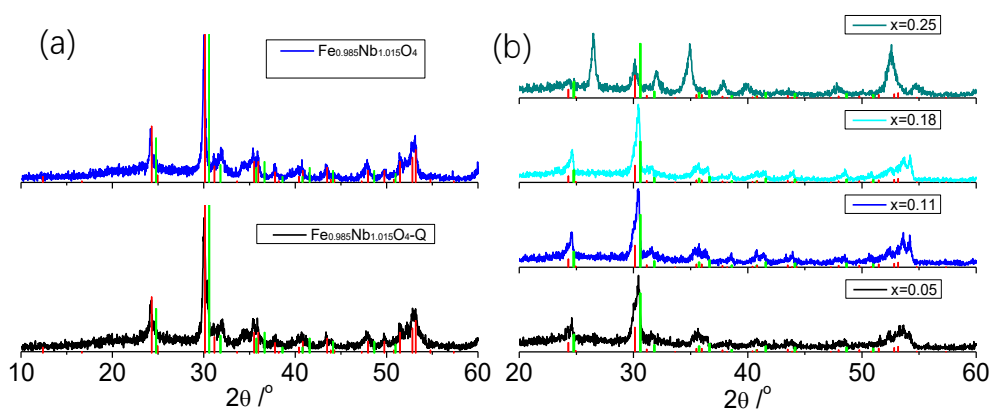 (a)
Fe0.985Nb1.015O4
Fe0.985Nb1.015O4-Q
10 20 30 40 50 60
2θ /°
(b)
x=0.25
x=0.18
x=0.11
x=0.05
20 30 40 50 60
2θ /°